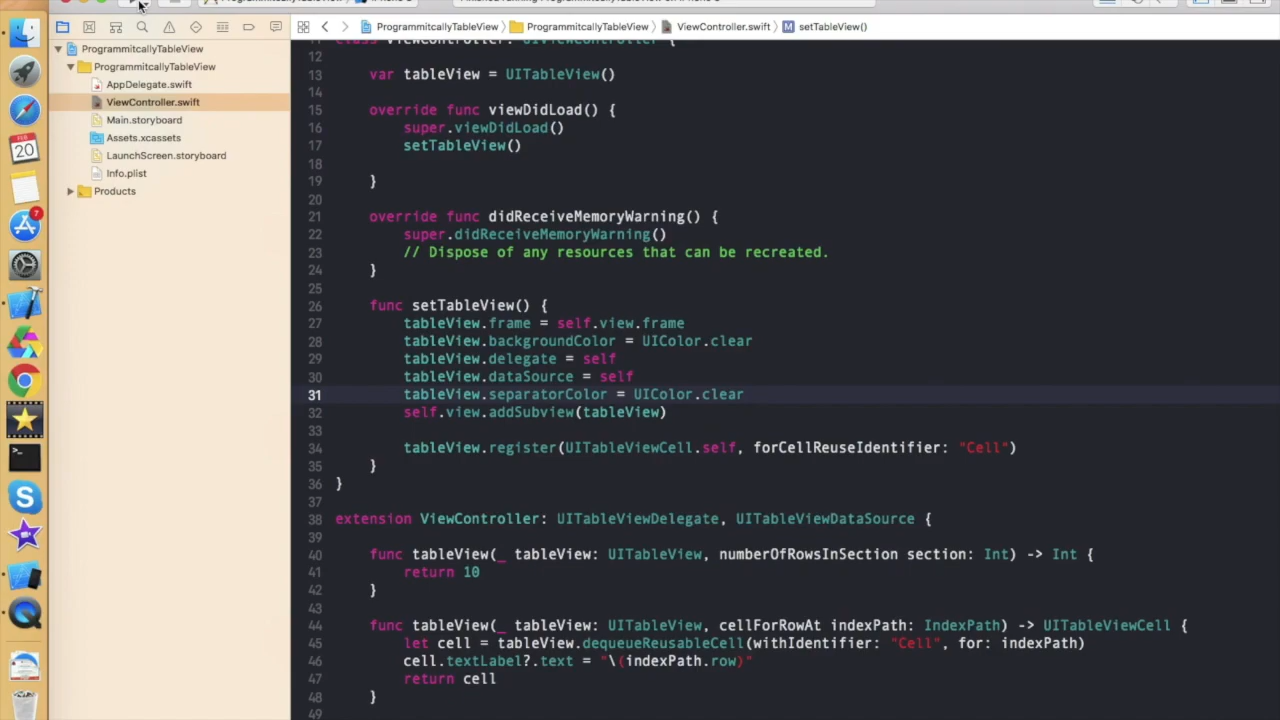 ProgrammitcallyTableView
ProgrammitcallyTableView
ViewController.swift
setTableView()
ProgrammitcallyTableView
ProgrammitcallyTableView
AppDelegate.swift
ViewController.swift
Main.storyboard
Assets.xcassets
LaunchScreen.storyboard
Info.plist
Products
FEB
20
7
12
13 var tableView = UITableView()
14
15 override func viewDidLoad() {
16 super.viewDidLoad()
17 setTableView()
18
19 }
20
21 override func didReceiveMemoryWarning() {
22 super.didReceiveMemoryWarning()
23 // Dispose of any resources that can be recreated.
24 }
25
26 func setTableView() {
27 tableView.frame = self.view.frame
28 tableView.backgroundColor = UIColor.clear
29 tableView.delegate = self
30 tableView.dataSource = self
31 tableView.separatorColor = UIColor.clear
32 self.view.addSubview(tableView)
33
34 tableView.register(UITableViewCell.self, forCellReuseIdentifier: "Cell")
35 }
36 }
37
38 extension ViewController: UITableViewDelegate, UITableViewDataSource {
39
40 func tableView(_ tableView: UITableView, numberOfRowsInSection section: Int) -> Int {
41 return 10
42 }
43
44 func tableView(_ tableView: UITableView, cellForRowAt indexPath: IndexPath) -> UITableViewCell {
45 let cell = tableView.dequeueReusableCell(withIdentifier: "Cell", for: indexPath)
46 cell.textLabel?.text = "\(indexPath.row)"
47 return cell
48 }
49